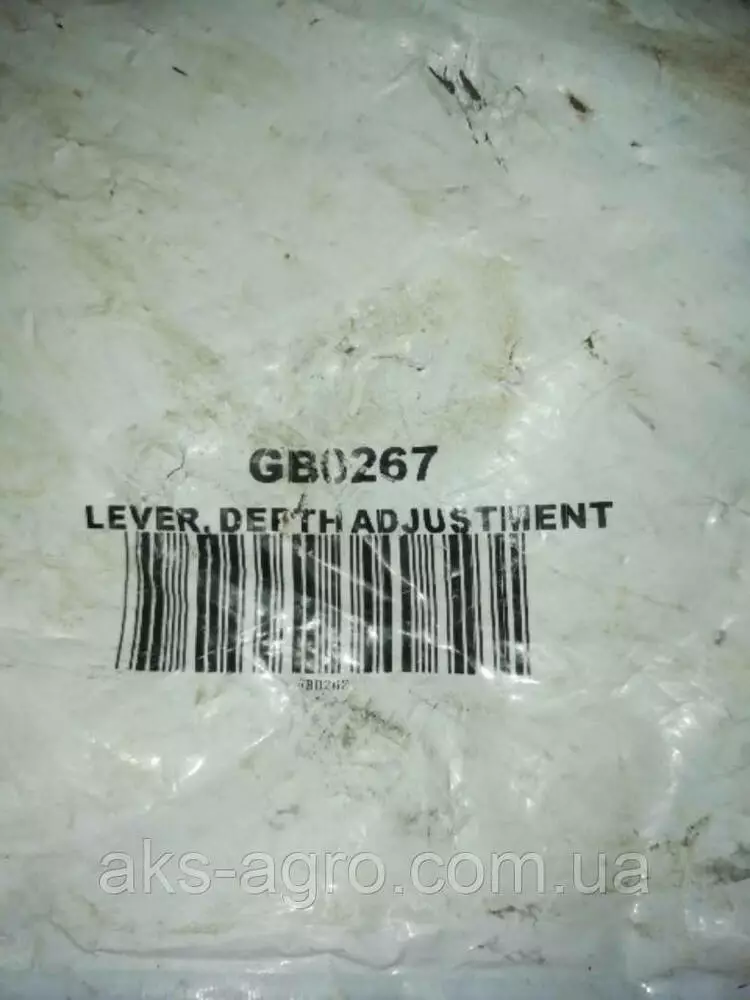 GB0267
LEVER, DEPTH ADJUSTMENT
GB0267
aks-agro.com.ua